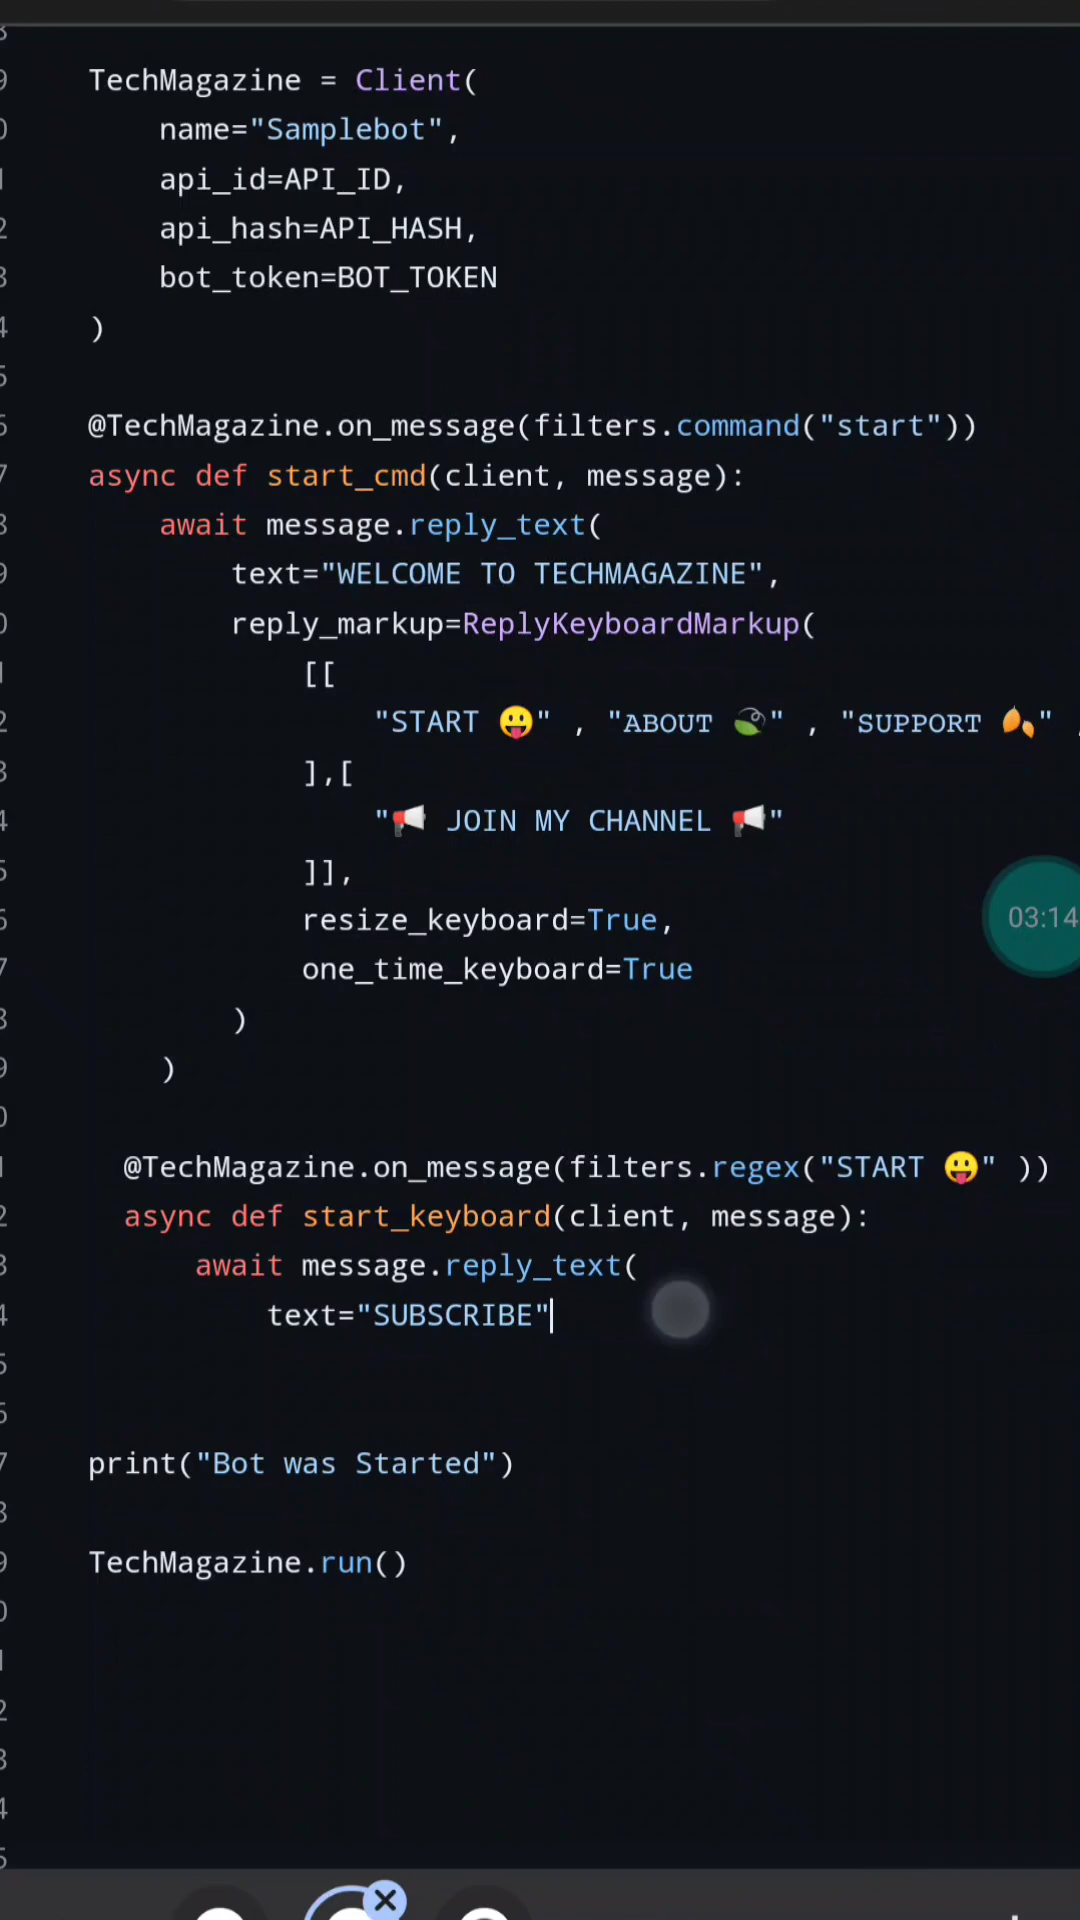 TechMagazine = Client(
name="Samplebot",
api_id=API_ID,
api_hash=API_HASH,
bot_token=BOT_TOKEN
)
@TechMagazine.on_message(filters.command("start"))
async def start_cmd(client, message):
await message.reply_text(
text="WELCOME TO TECHMAGAZINE",
reply_markup=ReplyKeyboardMarkup(
[[
"START 😛" , "ᴀʙᴏᴜᴛ 🍃" , "ꜱᴜᴘᴘᴏʀᴛ 🍂"
],[
"📢 JOIN MY CHANNEL 📢"
]],
resize_keyboard=True,
one_time_keyboard=True
)
)
@TechMagazine.on_message(filters.regex("START 😛" ))
async def start_keyboard(client, message):
await message.reply_text(
text="SUBSCRIBE"
print("Bot was Started")
TechMagazine.run()
03:14